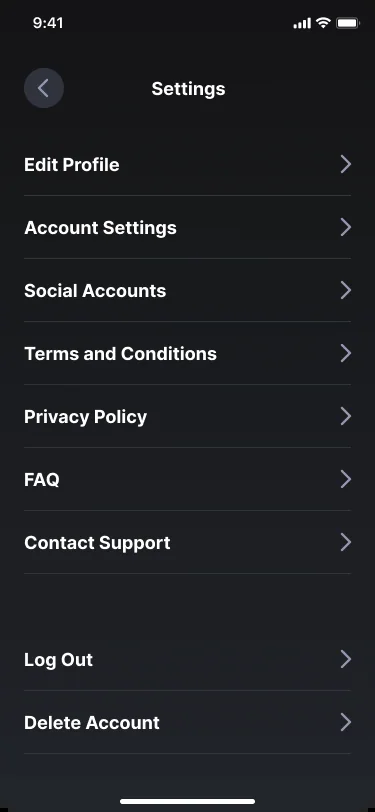 9:41
Settings
Edit Profile
Account Settings
Social Accounts
Terms and Conditions
Privacy Policy
FAQ
Contact Support
Log Out
Delete Account